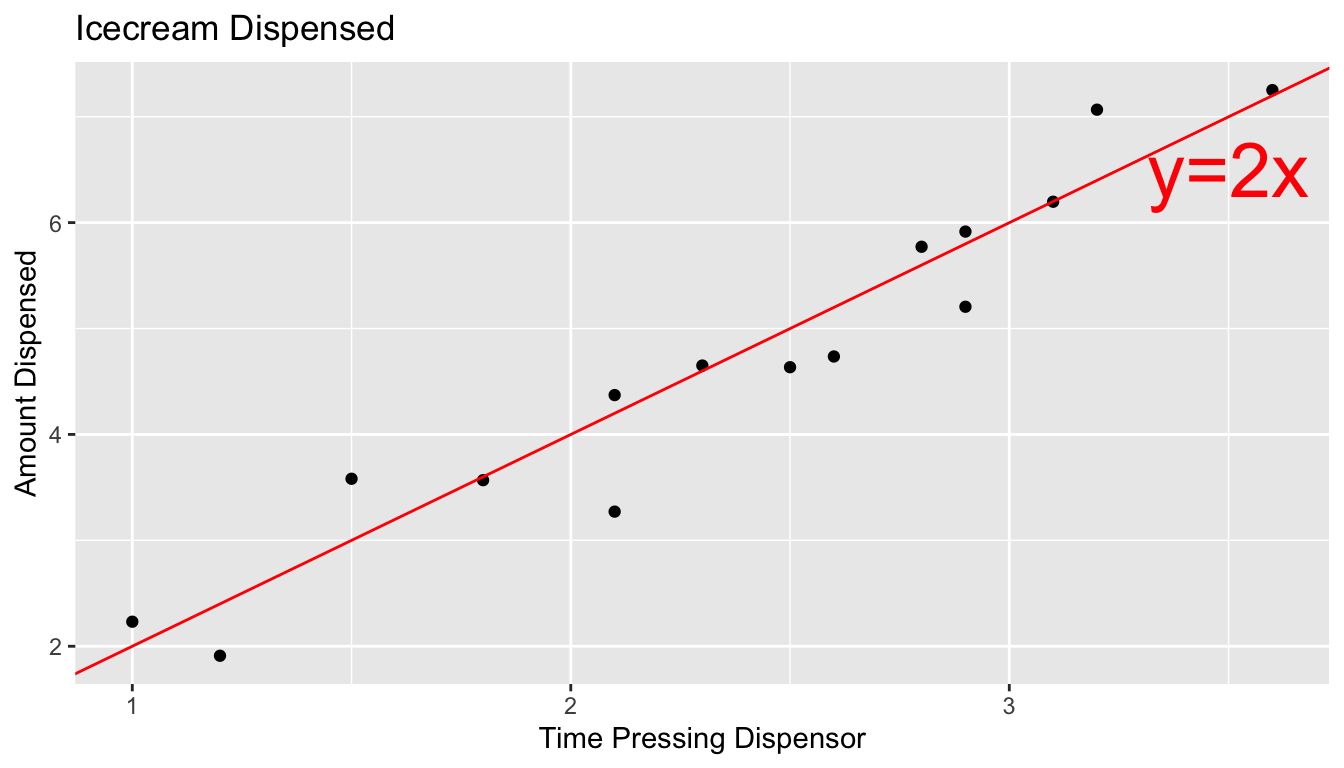 Icecream Dispensed
y=2x
6
4
2
Amount Dispensed
1 2 3
Time Pressing Dispensor